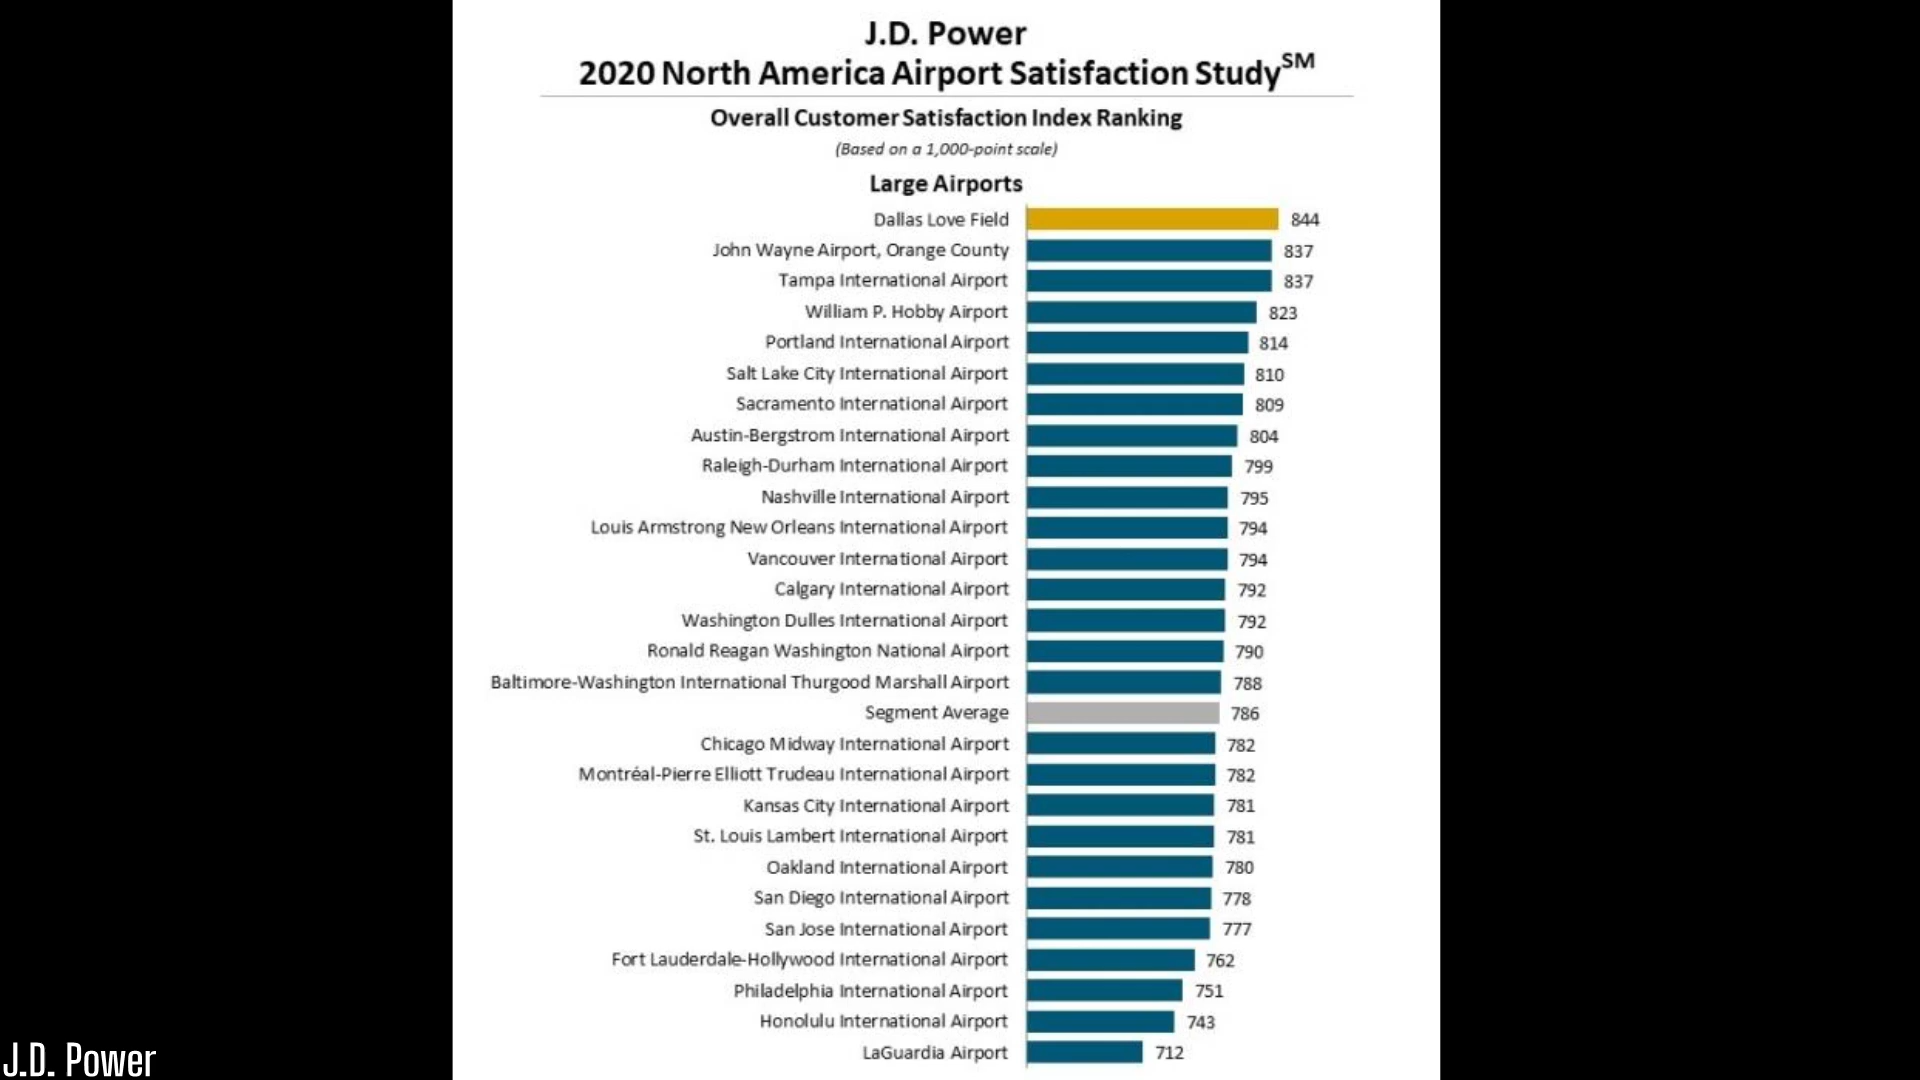 J.D. Power
2020 North America Airport Satisfaction StudySM
Overall Customer Satisfaction Index Ranking
(Based on a 1,000-point scale)
Large Airports
Dallas Love Field 844
John Wayne Airport, Orange County 837
Tampa International Airport 837
William P. Hobby Airport 823
Portland International Airport 814
Salt Lake City International Airport 810
Sacramento International Airport 809
Austin-Bergstrom International Airport 804
Raleigh-Durham International Airport 799
Nashville International Airport 795
Louis Armstrong New Orleans International Airport 794
Vancouver International Airport 794
Calgary International Airport 792
Washington Dulles International Airport 792
Ronald Reagan Washington National Airport 790
Baltimore-Washington International Thurgood Marshall Airport 788
Segment Average 786
Chicago Midway International Airport 782
Montréal-Pierre Elliott Trudeau International Airport 782
Kansas City International Airport 781
St. Louis Lambert International Airport 781
Oakland International Airport 780
San Diego International Airport 778
San Jose International Airport 777
Fort Lauderdale-Hollywood International Airport 762
Philadelphia International Airport 751
Honolulu International Airport 743
LaGuardia Airport 712
J.D. Power